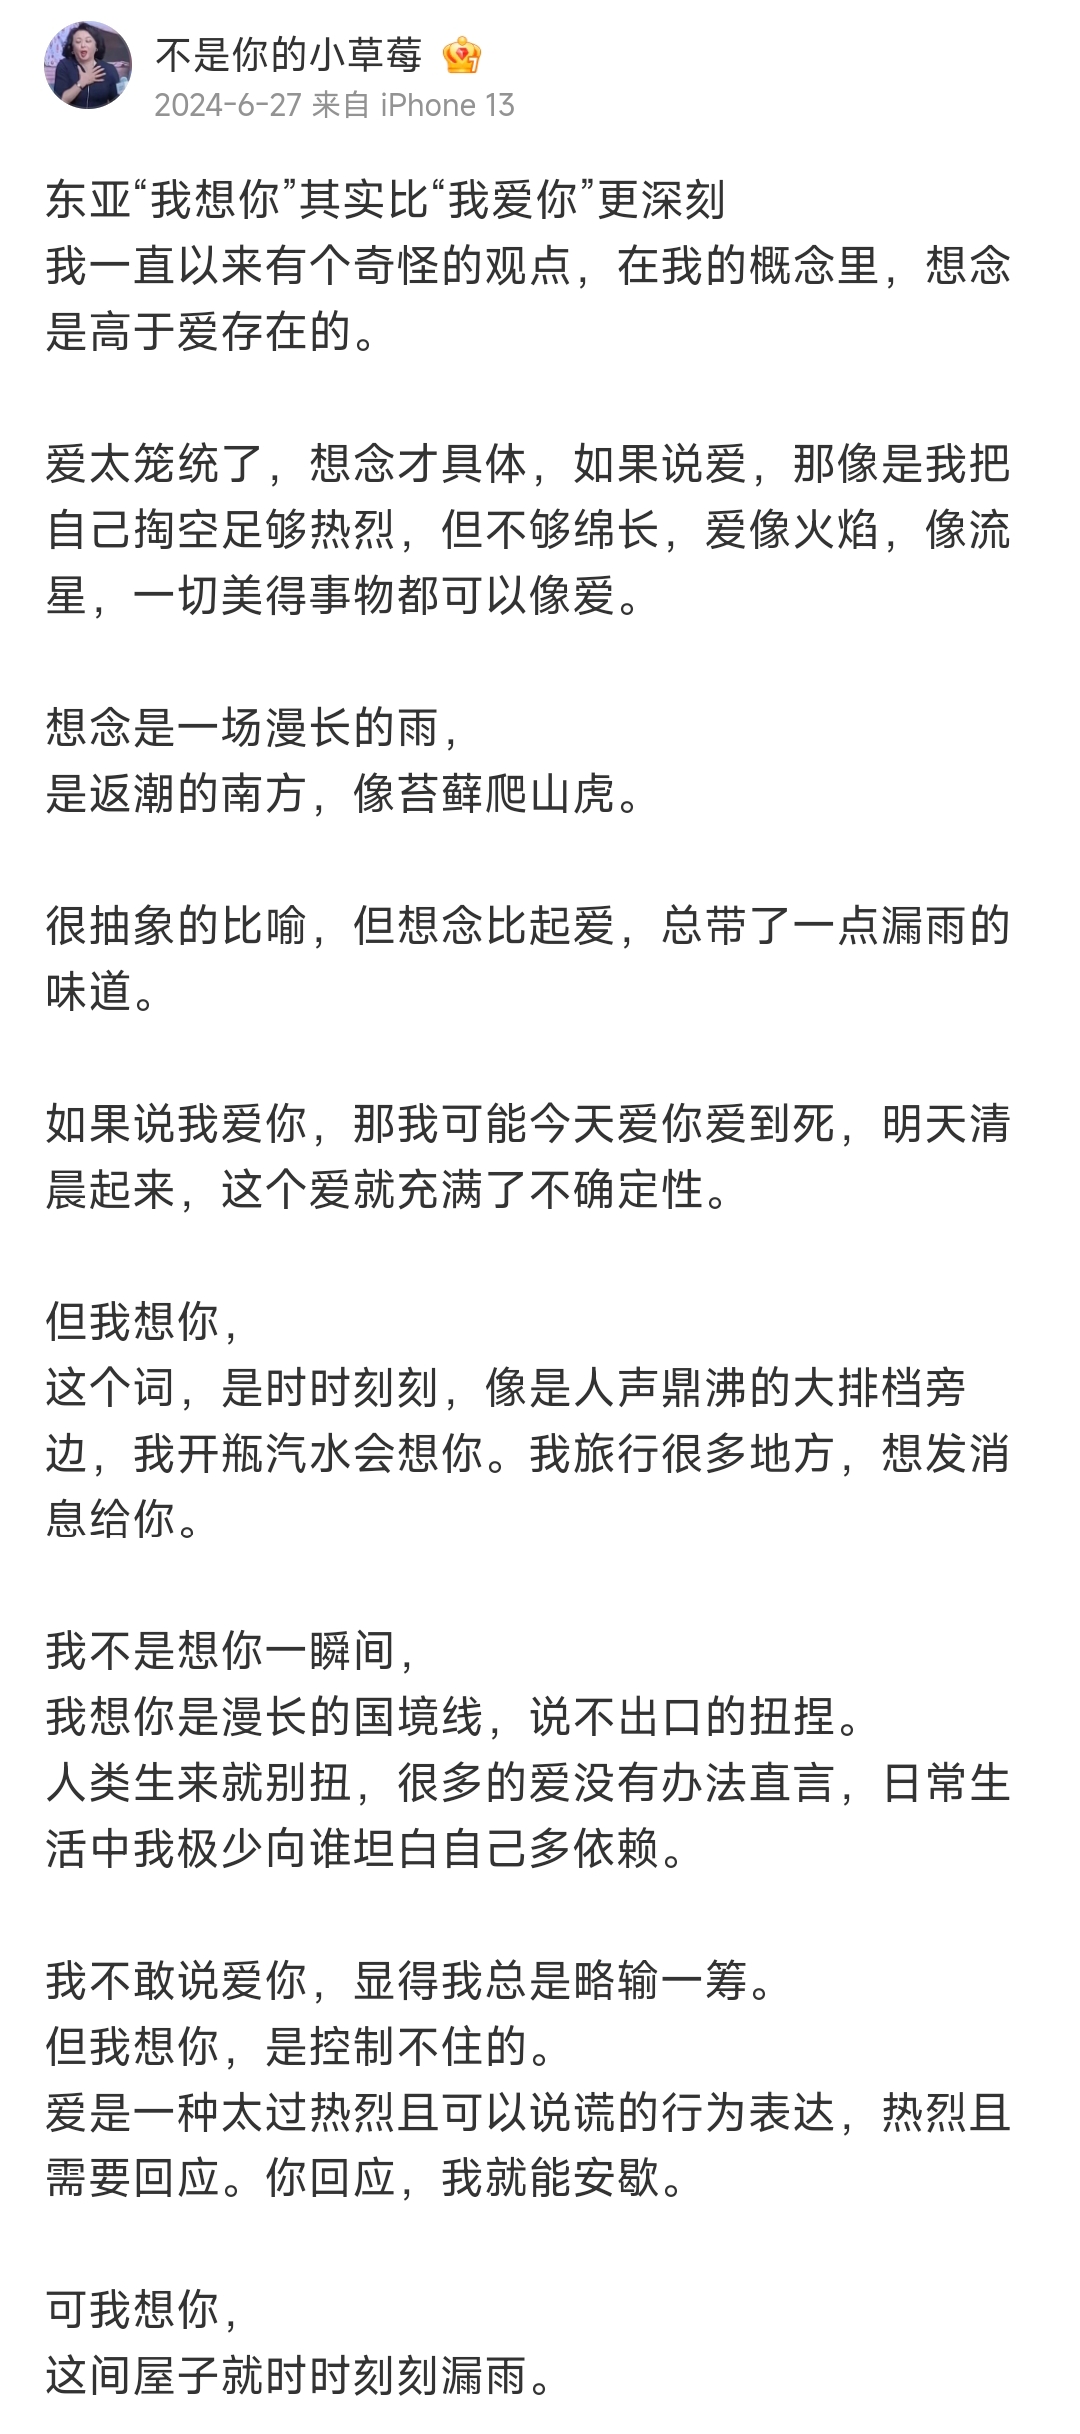 不是你的小草莓
2024-6-27 来自 iPhone 13
东亚“我想你”其实比“我爱你”更深刻
我一直以来有个奇怪的观点，在我的概念里，想念
是高于爱存在的。
爱太笼统了，想念才具体，如果说爱，那像是我把
自己掏空足够热烈，但不够绵长，爱像火焰，像流
星，一切美得事物都可以像爱。
想念是一场漫长的雨，
是返潮的南方，像苔藓爬山虎。
很抽象的比喻，但想念比起爱，总带了一点漏雨的
味道。
如果说我爱你，那我可能今天爱你爱到死，明天清
晨起来，这个爱就充满了不确定性。
但我想你，
这个词，是时时刻刻，像是人声鼎沸的大排档旁
边，我开瓶汽水会想你。我旅行很多地方，想发消
息给你。
我不是想你一瞬间，
我想你是漫长的国境线，说不出口的扭捏。
人类生来就别扭，很多的爱没有办法直言，日常生
活中我极少向谁坦白自己多依赖。
我不敢说爱你，显得我总是略输一筹。
但我想你，是控制不住的。
爱是一种太过热烈且可以说谎的行为表达，热烈且
需要回应。你回应，我就能安歇。
可我想你，
这间屋子就时时刻刻漏雨。